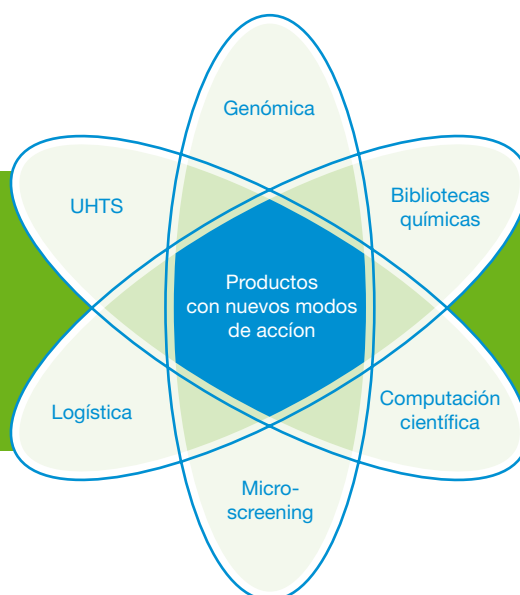 Genómica
UHTS
Bibliotecas
químicas
Productos
con nuevos modos
de accíon
Logística
Computación
científica
Micro-
screening